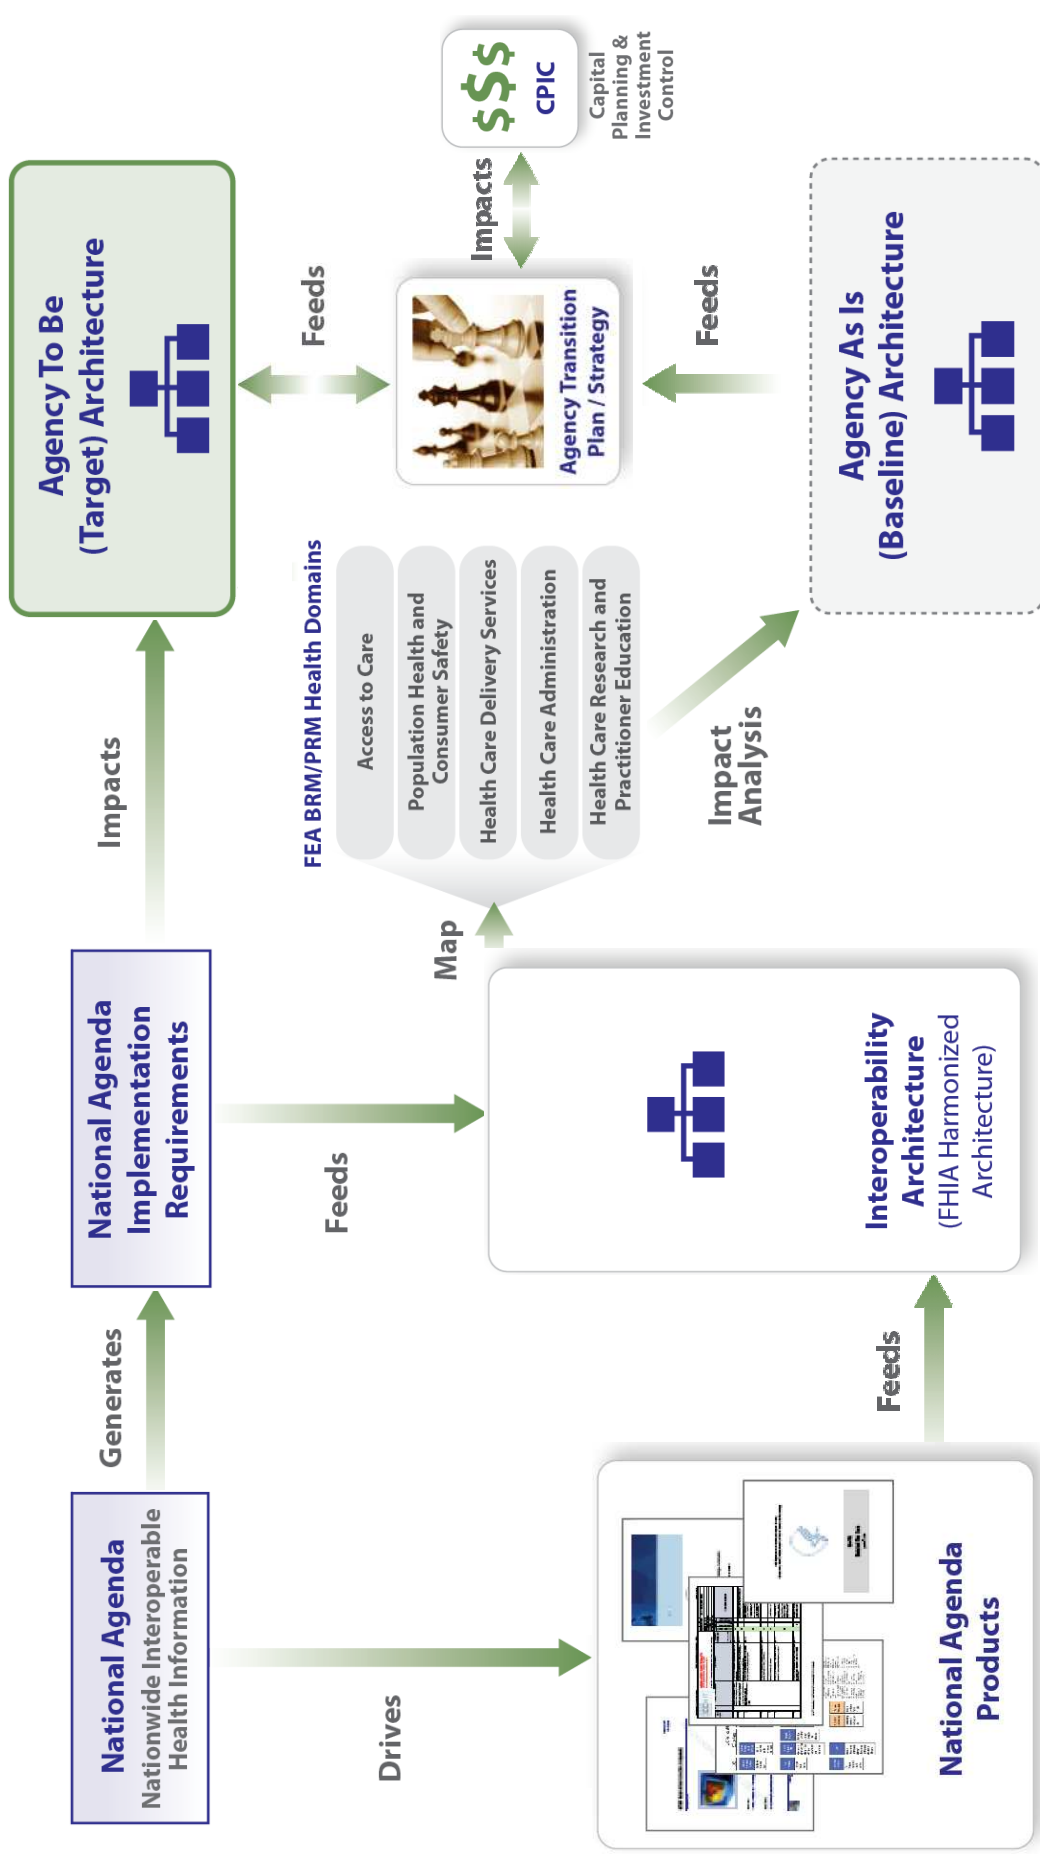 National Agenda
Nationwide Interoperable
Health Information
Generates
National Agenda
Implementation
Requirements
Impacts
Agency To Be
(Target) Architecture
Drives
Feeds
FEA BRM/PRM Health Domains
Access to Care
Population Health and
Consumer Safety
Health Care Delivery Services
Health Care Administration
Health Care Research and
Practitioner Education
Map
Feeds
Agency Transition
Plan / Strategy
Impacts
$$$
CPIC
Capital
Planning &
Investment
Control
National Agenda
Products
Feeds
Interoperability
Architecture
(FHIA Harmonized
Architecture)
Impact
Analysis
Feeds
Agency As Is
(Baseline) Architecture